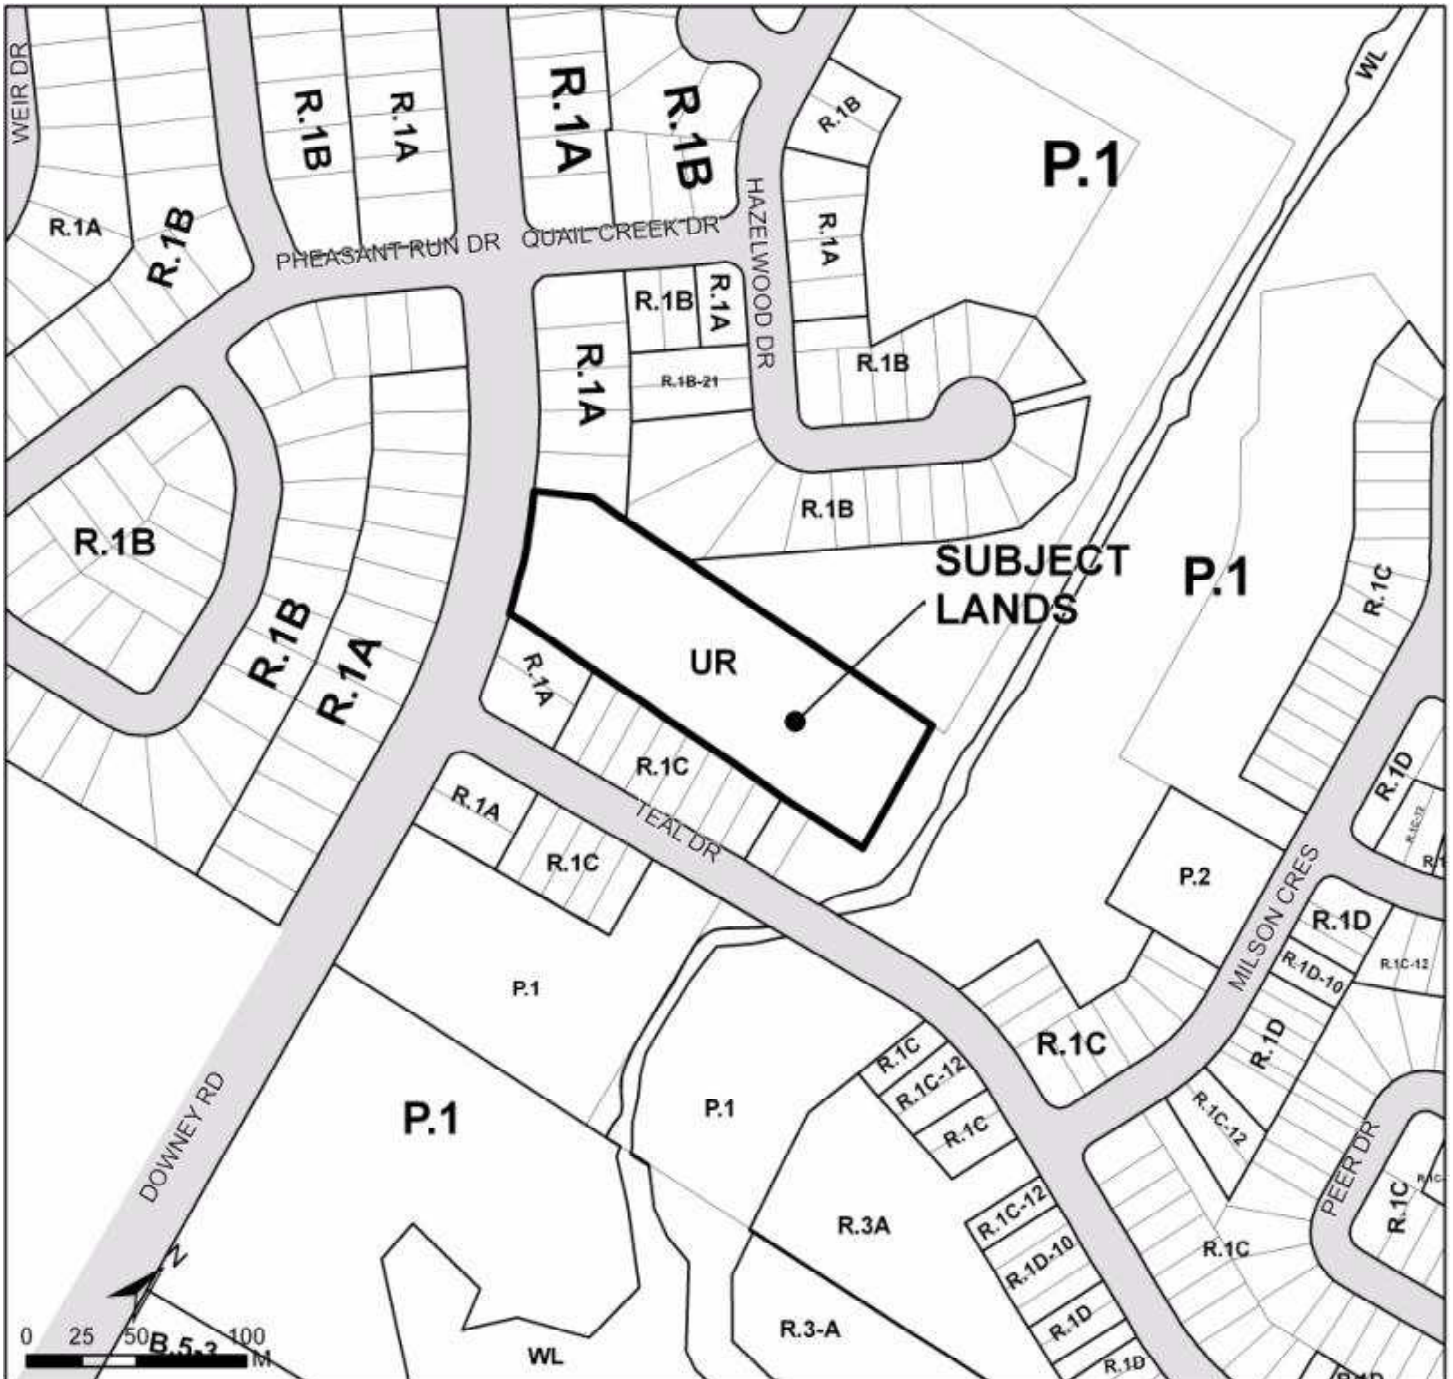 WEIR DR
R.1B
R.1A
R.1A
R.1B
R.1B
WL
P.1
R.1A
R.1B
PHEASANT RUN DR
QUAIL CREEK DR
HAZELWOOD DR
R.1A
R.1B
R.1A
R.1A
R.1B-21
R.1B
R.1B
R.1B
SUBJECT
LANDS
P.1
R.1C
R.1B
R.1A
UR
R.1A
R.1C
R.1A
TEAL DR
R.1C
R.1D
R.1C-12
P.2
MILSON CRES
R.1D
R.1D-10
R.1C-12
R.1D
P.1
R.1C
R.1C
R.1C-12
R.1C
P.1
P.1
R.1C-12
DOWNEY RD
PEER DR
R.1C
R.1C-12
R.1D-10
R.3A
R.1C
R.1D
R.3-A
R.1D
N
0 25 50 100
M
B.5-3
WL